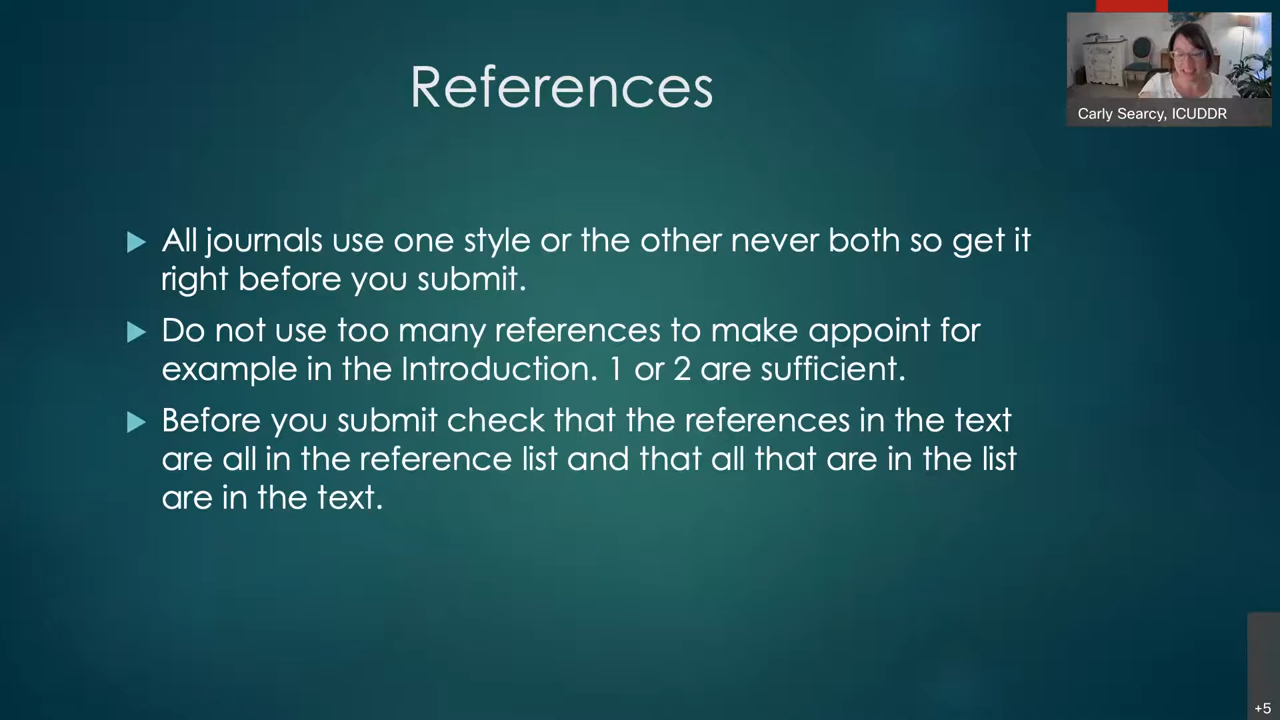 References
Carly Searcy, ICUDDR
All journals use one style or the other never both so get it
right before you submit.
Do not use too many references to make appoint for
example in the Introduction. 1 or 2 are sufficient.
Before you submit check that the references in the text
are all in the reference list and that all that are in the list
are in the text.
+5